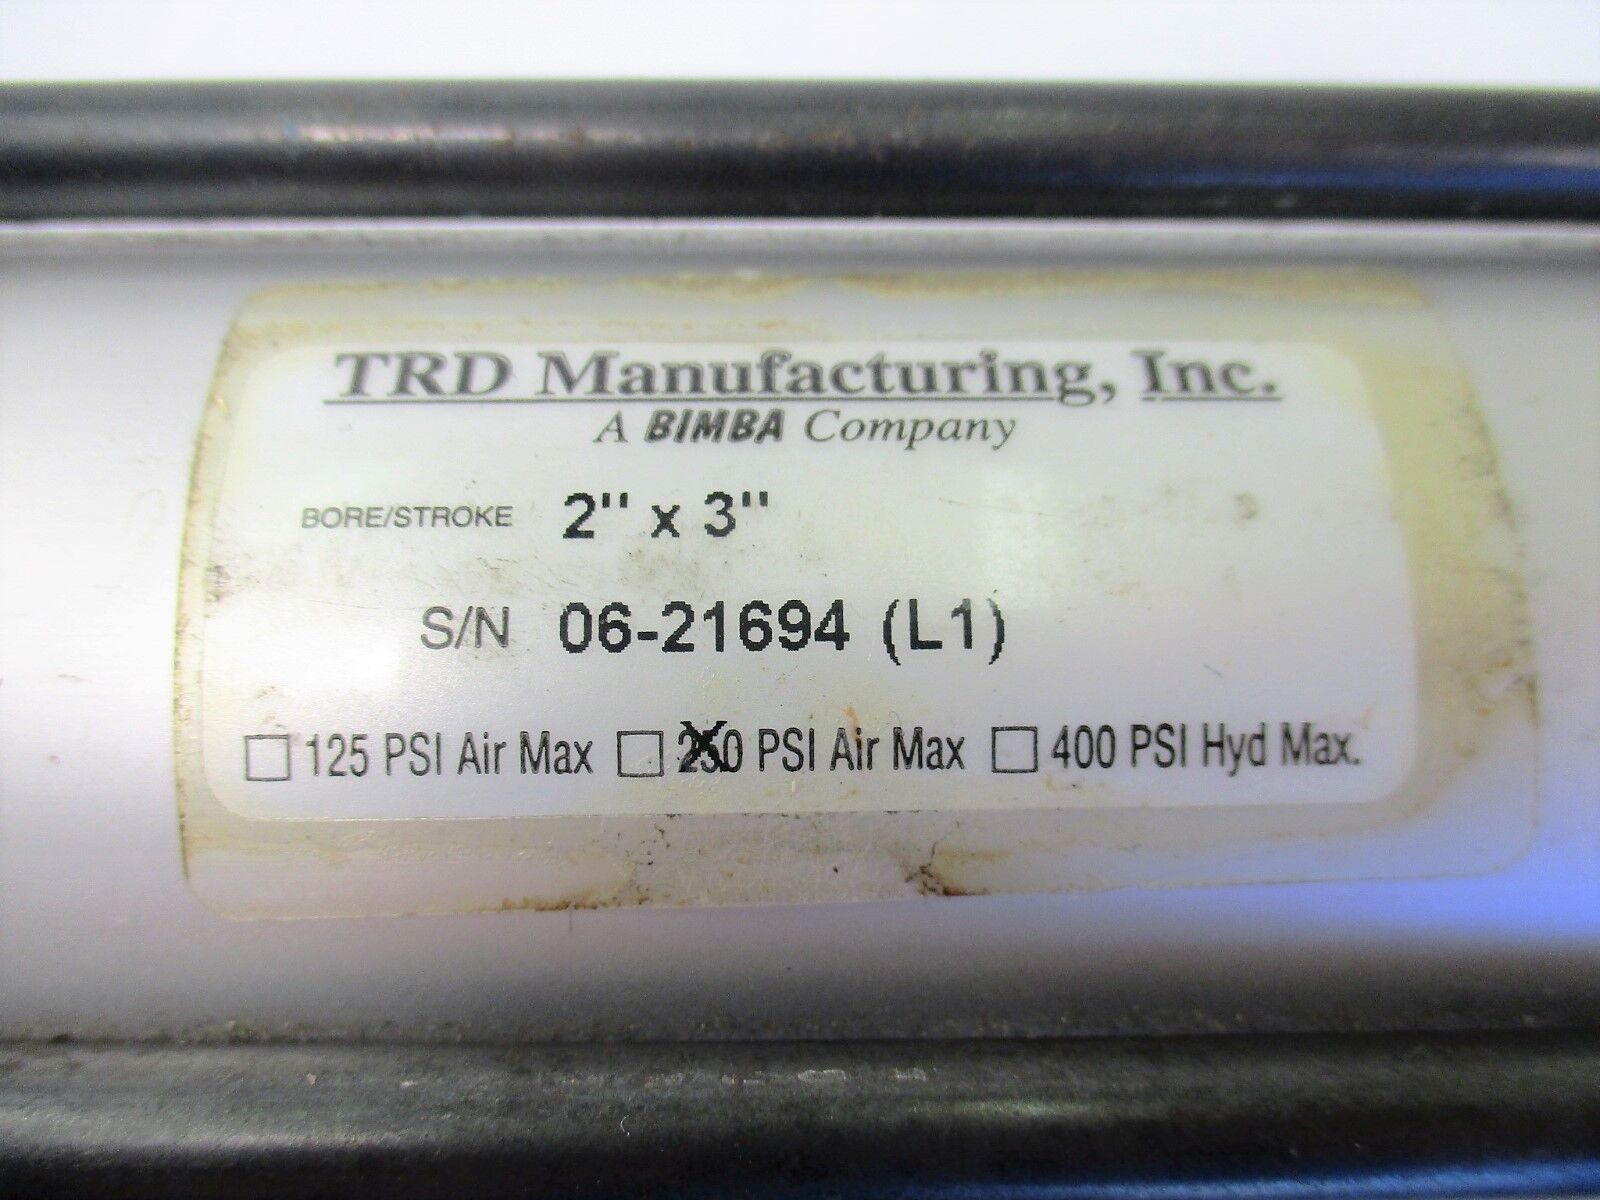 TRD Manufacturing, Inc.
A BIMBA Company
BORE/STROKE 2" x 3"
S/N 06-21694 (L1)
☐ 125 PSI Air Max ☐ 250 PSI Air Max ☐ 400 PSI Hyd Max.